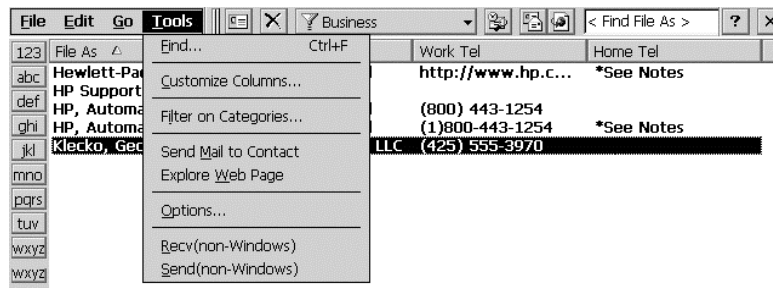 File Edit Go Tools Business < Find File As > ?
123 File As Work Tel Home Tel
Find... Ctrl+F
Customize Columns...
Filter on Categories...
Send Mail to Contact
Explore Web Page
Options...
Recv(non-Windows)
Send(non-Windows)
abc Hewlett-Pac http://www.hp.c... *See Notes
HP Support
def HP, Automa (800) 443-1254
ghi HP, Automa (1)800-443-1254 *See Notes
jkl Klecko, Geo LLC (425) 555-3970
mno
pqrs
tuv
wxyz
wxyz